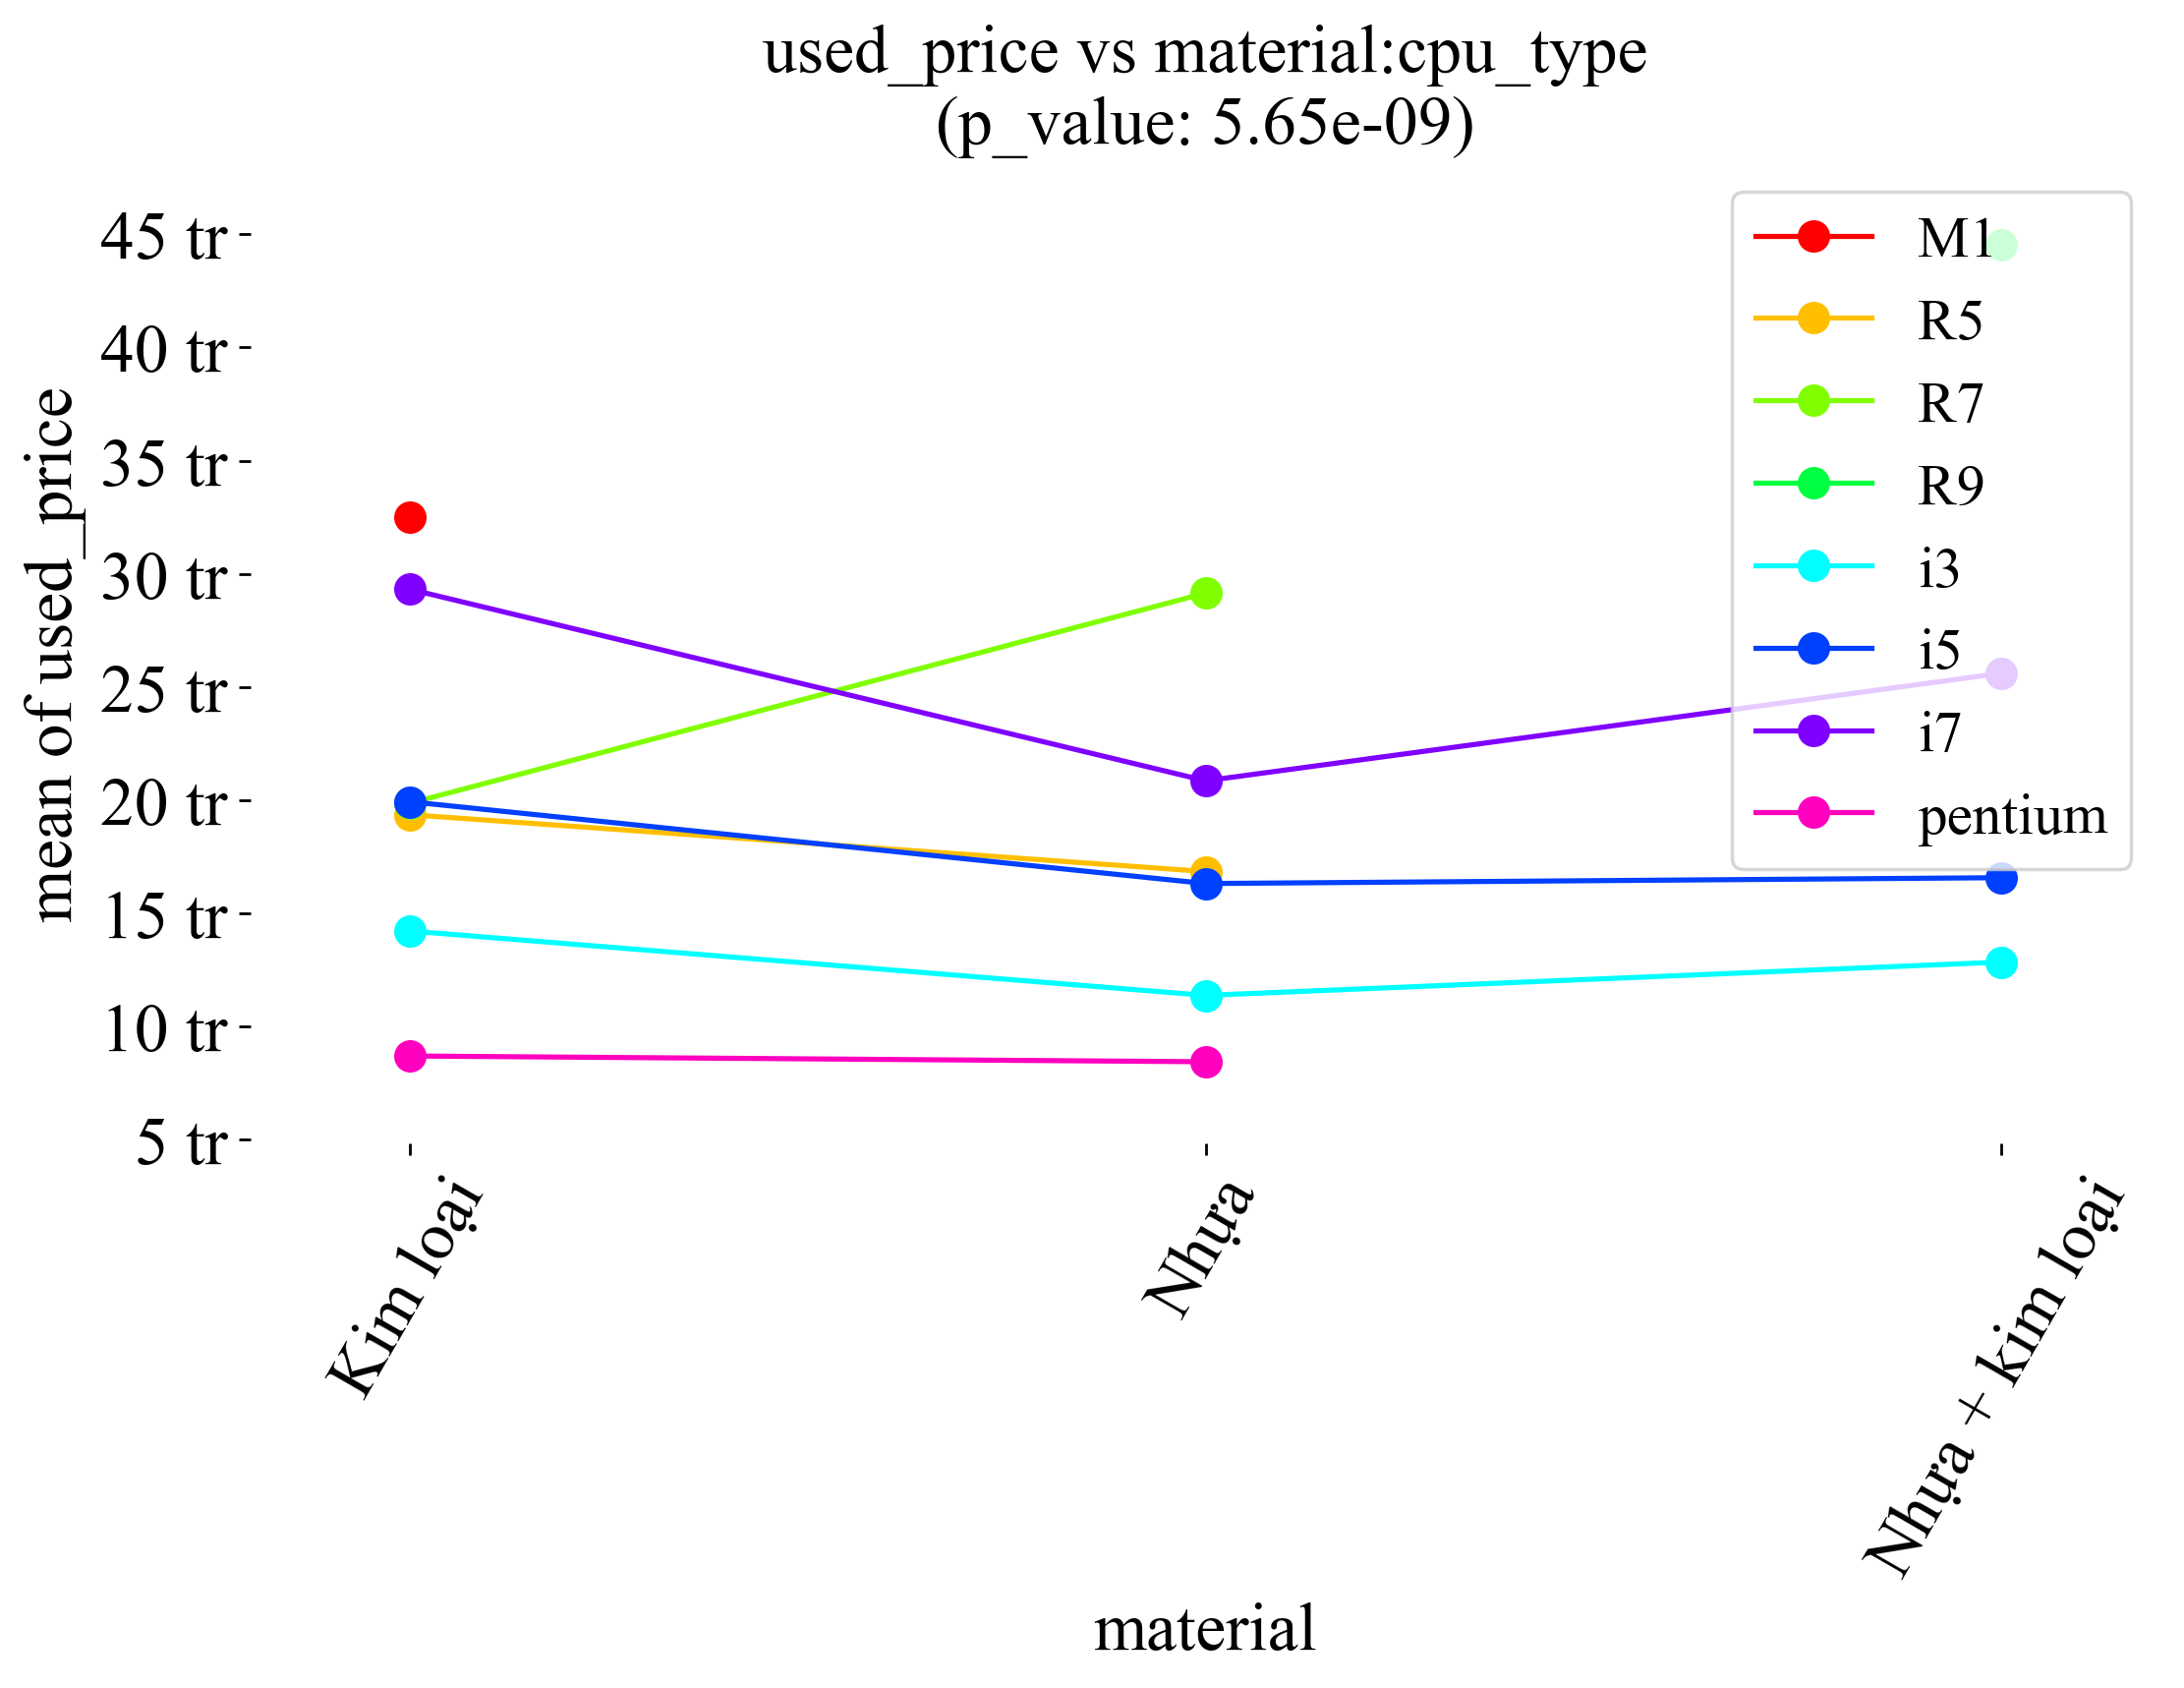 used_price vs material:cpu_type
(p_value: 5.65e-09)
mean of used_price
45 tr
40 tr
35 tr
30 tr
25 tr
20 tr
15 tr
10 tr
5 tr
M1
R5
R7
R9
i3
i5
i7
pentium
Kim loại
Nhựa
Nhựa + kim loại
material